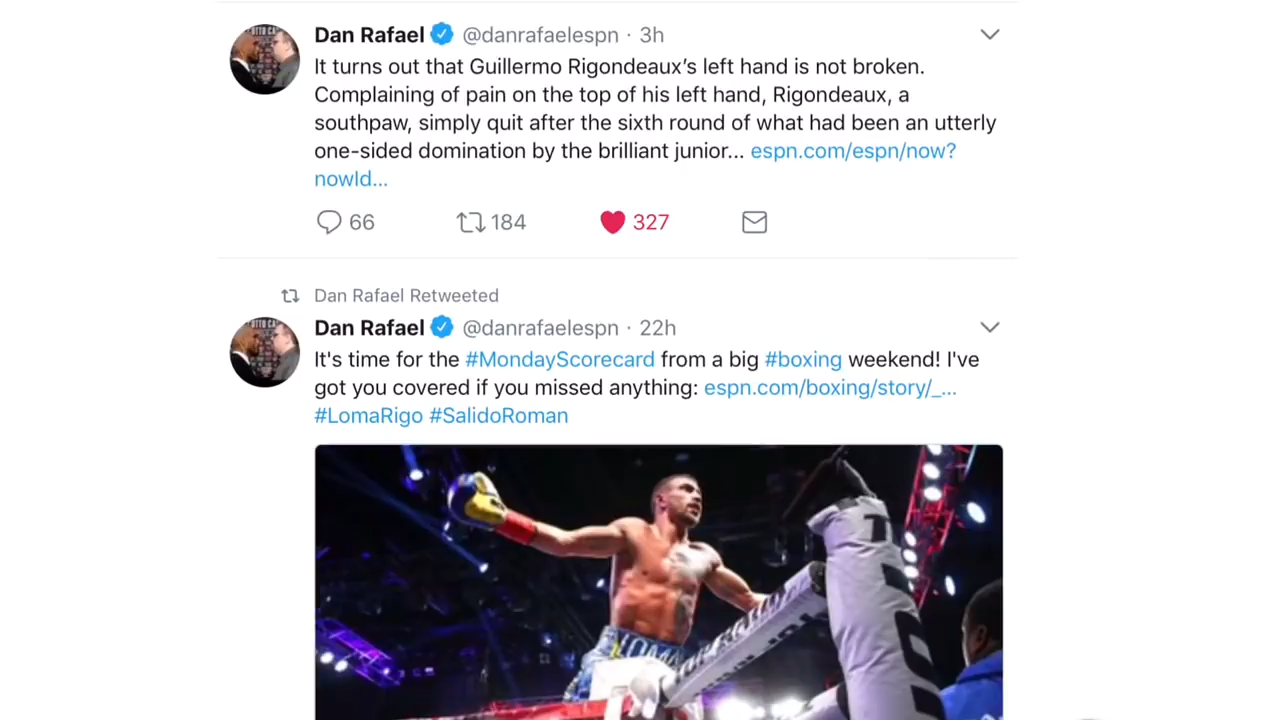 Dan Rafael @danrafaelespn · 3h
It turns out that Guillermo Rigondeaux’s left hand is not broken.
Complaining of pain on the top of his left hand, Rigondeaux, a
southpaw, simply quit after the sixth round of what had been an utterly
one-sided domination by the brilliant junior... espn.com/espn/now?
nowId...
66 184 327
Dan Rafael Retweeted
Dan Rafael @danrafaelespn · 22h
It's time for the #MondayScorecard from a big #boxing weekend! I've
got you covered if you missed anything: espn.com/boxing/story/_...
#LomaRigo #SalidoRoman
LOMA